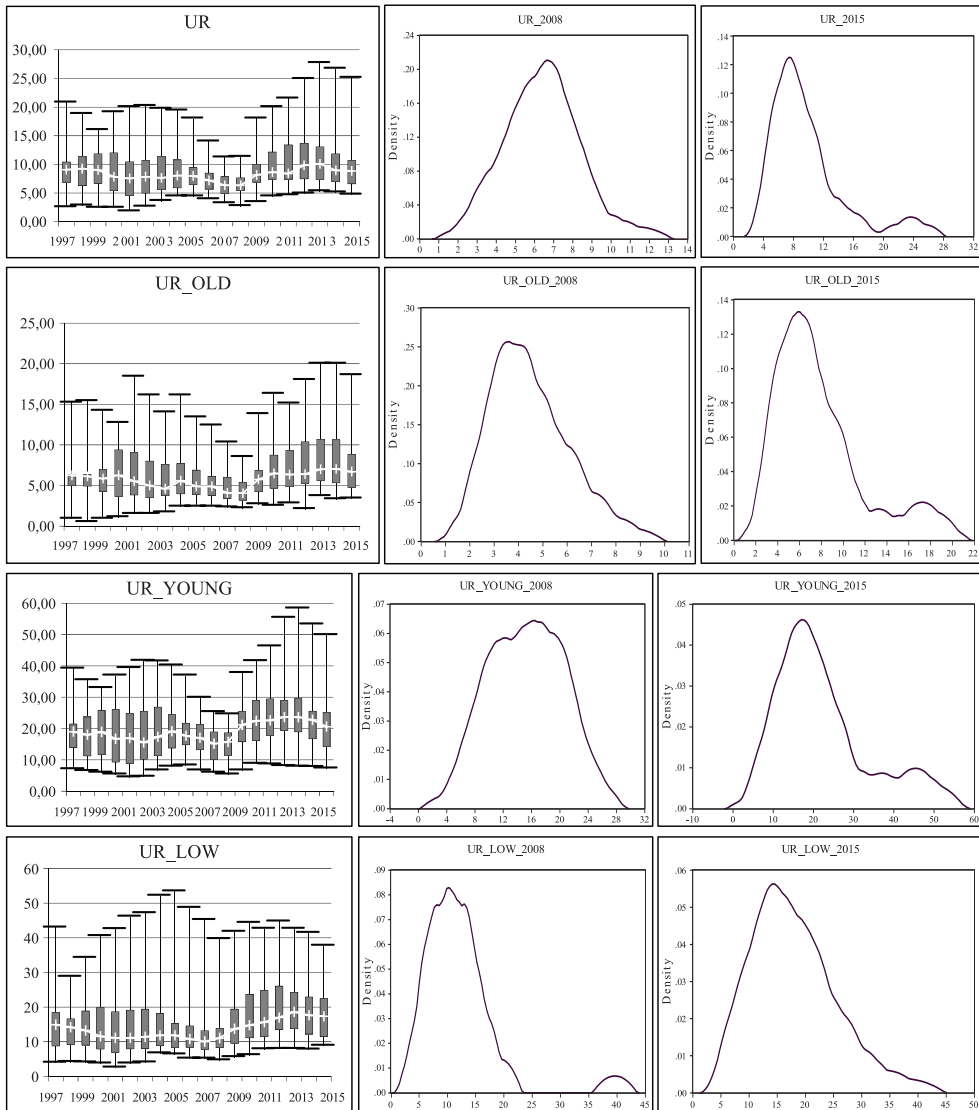 UR
30,00
25,00
20,00
15,00
10,00
5,00
0,00
1997 1999 2001 2003 2005 2007 2009 2011 2013 2015
UR_2008
Density
.24
.20
.16
.12
.08
.04
.00
0 1 2 3 4 5 6 7 8 9 10 11 12 13 14
UR_2015
Density
.14
.12
.10
.08
.06
.04
.02
.00
0 4 8 12 16 20 24 28 32
UR_OLD
25,00
20,00
15,00
10,00
5,00
0,00
1997 1999 2001 2003 2005 2007 2009 2011 2013 2015
UR_OLD_2008
Density
.30
.25
.20
.15
.10
.05
.00
0 1 2 3 4 5 6 7 8 9 10 11
UR_OLD_2015
Density
.14
.12
.10
.08
.06
.04
.02
.00
0 2 4 6 8 10 12 14 16 18 20 22
UR_YOUNG
60,00
50,00
40,00
30,00
20,00
10,00
0,00
1997 1999 2001 2003 2005 2007 2009 2011 2013 2015
UR_YOUNG_2008
Density
.07
.06
.05
.04
.03
.02
.01
.00
-4 0 4 8 12 16 20 24 28 32
UR_YOUNG_2015
Density
.05
.04
.03
.02
.01
.00
-10 0 10 20 30 40 50 60
UR_LOW
60
50
40
30
20
10
0
1997 1999 2001 2003 2005 2007 2009 2011 2013 2015
UR_LOW_2008
Density
.09
.08
.07
.06
.05
.04
.03
.02
.01
.00
0 5 10 15 20 25 30 35 40 45
UR_LOW_2015
Density
.06
.05
.04
.03
.02
.01
.00
0 5 10 15 20 25 30 35 40 45 50